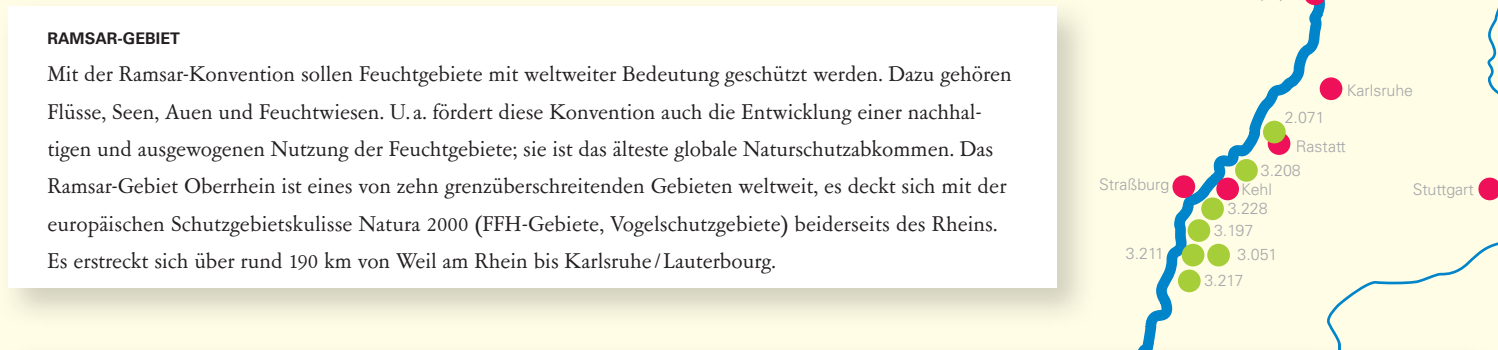 RAMSAR-GEBIET
Mit der Ramsar-Konvention sollen Feuchtgebiete mit weltweiter Bedeutung geschützt werden. Dazu gehören
Flüsse, Seen, Auen und Feuchtwiesen. U. a. fördert diese Konvention auch die Entwicklung einer nachhal-
tigen und ausgewogenen Nutzung der Feuchtgebiete; sie ist das älteste globale Naturschutzabkommen. Das
Ramsar-Gebiet Oberrhein ist eines von zehn grenzüberschreitenden Gebieten weltweit, es deckt sich mit der
europäischen Schutzgebietskulisse Natura 2000 (FFH-Gebiete, Vogelschutzgebiete) beiderseits des Rheins.
Es erstreckt sich über rund 190 km von Weil am Rhein bis Karlsruhe / Lauterbourg.
Karlsruhe
2.071
Rastatt
3.208
Straßburg
Kehl
Stuttgart
3.228
3.197
3.211
3.051
3.217